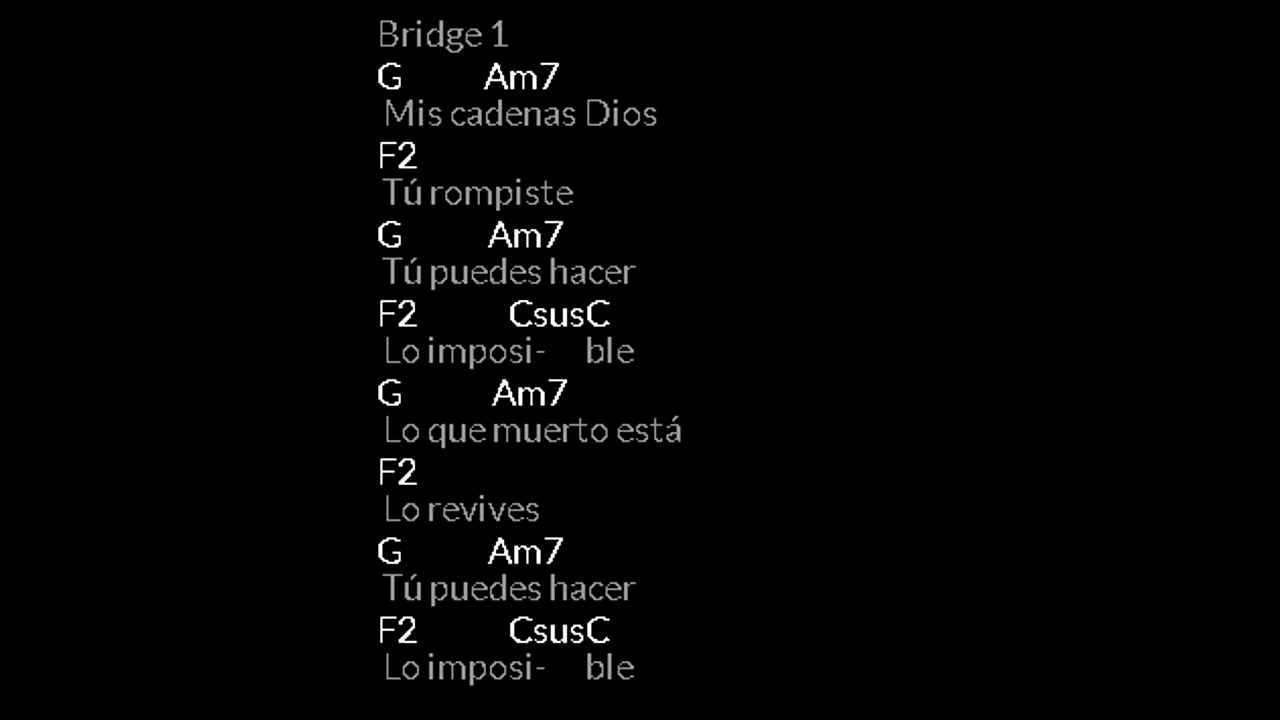 Bridge 1
G Am7
Mis cadenas Dios
F2
Tú rompiste
G Am7
Tú puedes hacer
F2 CsusC
Lo imposi- ble
G Am7
Lo que muerto está
F2
Lo revives
G Am7
Tú puedes hacer
F2 CsusC
Lo imposi- ble